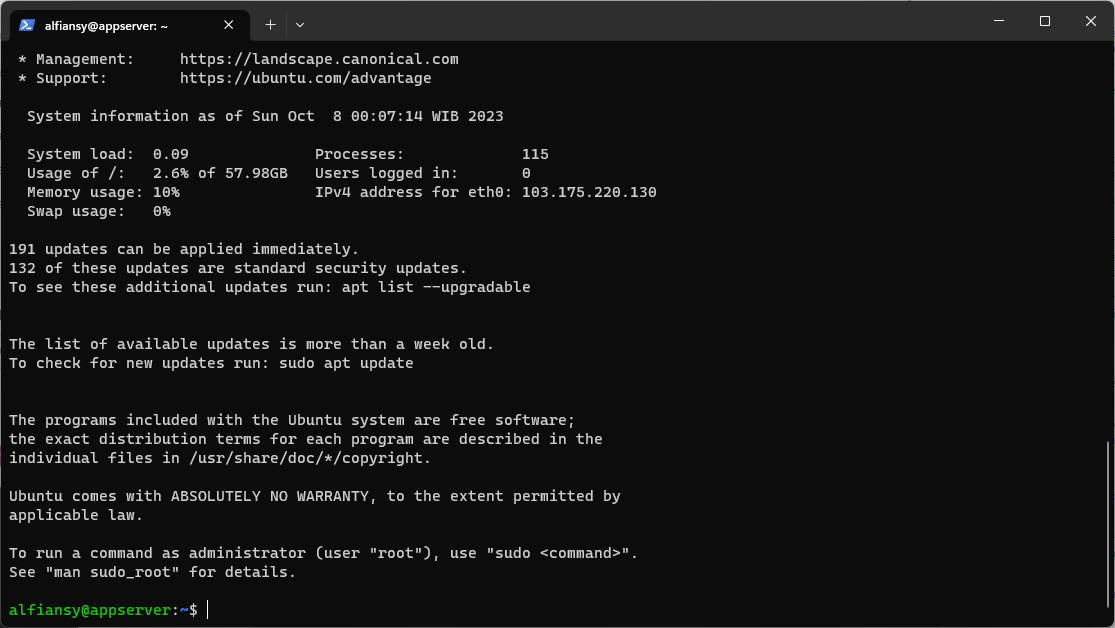 alfiansy@appserver: ~
* Management:     https://landscape.canonical.com
* Support:        https://ubuntu.com/advantage
System information as of Sun Oct  8 00:07:14 WIB 2023
System load:  0.09              Processes:             115
Usage of /:   2.6% of 57.98GB   Users logged in:       0
Memory usage: 10%               IPv4 address for eth0: 103.175.220.130
Swap usage:   0%
191 updates can be applied immediately.
132 of these updates are standard security updates.
To see these additional updates run: apt list --upgradable
The list of available updates is more than a week old.
To check for new updates run: sudo apt update
The programs included with the Ubuntu system are free software;
the exact distribution terms for each program are described in the
individual files in /usr/share/doc/*/copyright.
Ubuntu comes with ABSOLUTELY NO WARRANTY, to the extent permitted by
applicable law.
To run a command as administrator (user "root"), use "sudo <command>".
See "man sudo_root" for details.
alfiansy@appserver:~$